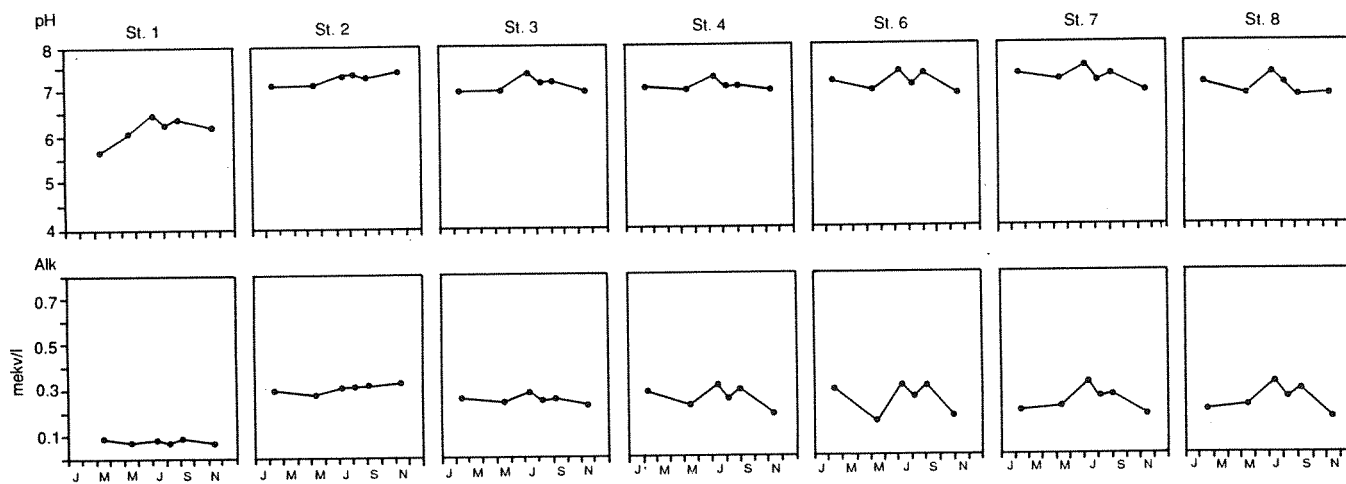 pH
St. 1 St. 2 St. 3 St. 4 St. 6 St. 7 St. 8
8
7
6
5
4
Alk
0.7
0.5
0.3
0.1
mekv/l
J M M J S N J M M J S N J M M J S N J M M J S N J M M J S N J M M J S N J M M J S N